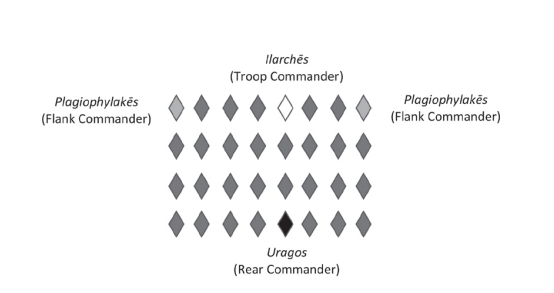 Ilarchēs
(Troop Commander)
Plagiophylakēs
(Flank Commander)
Plagiophylakēs
(Flank Commander)
Uragos
(Rear Commander)